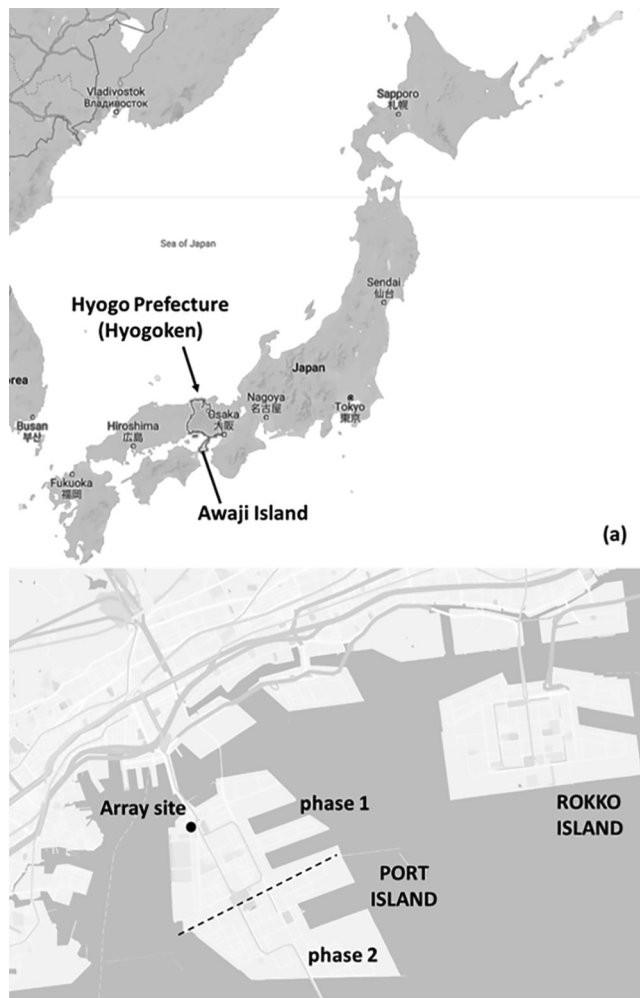 Vladivostok
Владивосток
Sapporo
札幌
Sea of Japan
Sendai
仙台
Hyogo Prefecture
(Hyogoken)
Japan
orea
Nagoya
名古屋
Tokyo
東京
Osaka
大阪
Busan
부산
Hiroshima
広島
Fukuoka
福岡
Awaji Island
(a)
Array site
phase 1
ROKKO
ISLAND
PORT
ISLAND
phase 2